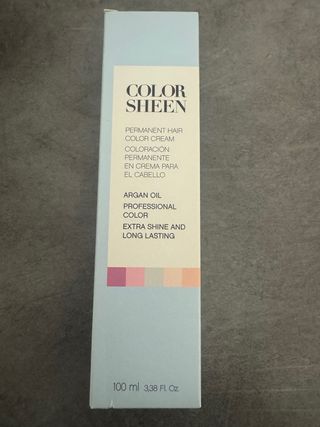 COLOR
SHEEN
PERMANENT HAIR
COLOR CREAM
COLORACIÓN
PERMANENTE
EN CREMA PARA
EL CABELLO
ARGAN OIL
PROFESSIONAL
COLOR
EXTRA SHINE AND
LONG LASTING
100 ml 3,38 Fl. Oz.